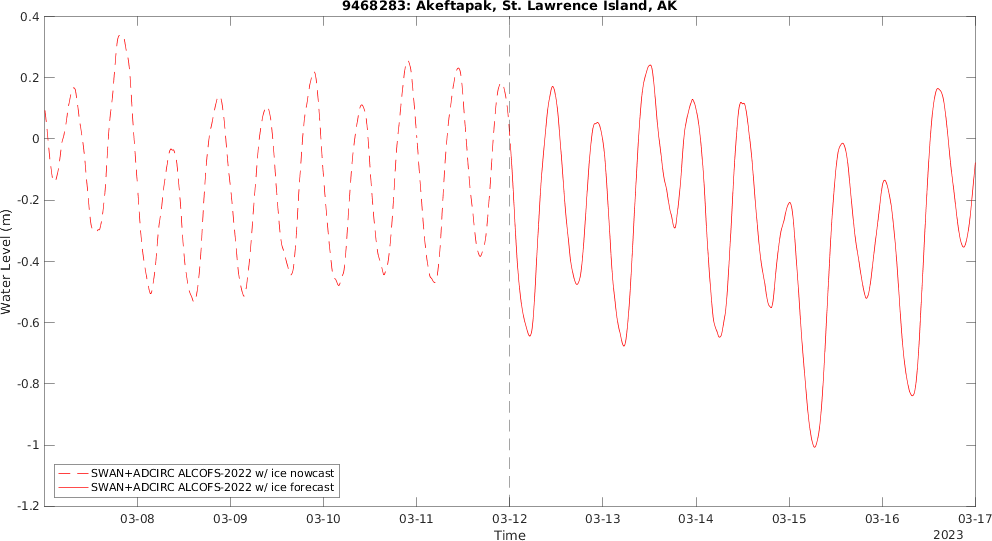 9468283: Akeftapak, St. Lawrence Island, AK
0.4
0.2
0
-0.2
-0.4
-0.6
-0.8
-1
-1.2
Water Level (m)
SWAN+ADCIRC ALCOFS-2022 w/ ice nowcast
SWAN+ADCIRC ALCOFS-2022 w/ ice forecast
03-08 03-09 03-10 03-11 03-12 03-13 03-14 03-15 03-16 03-17
Time
2023